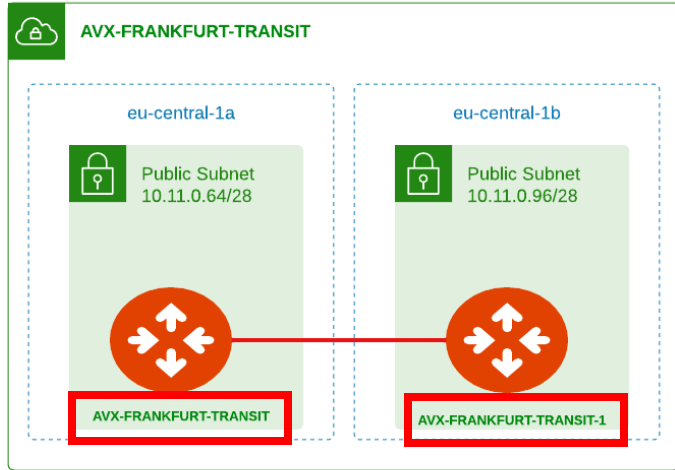 AVX-FRANKFURT-TRANSIT
eu-central-1a
eu-central-1b
Public Subnet
10.11.0.64/28
Public Subnet
10.11.0.96/28
AVX-FRANKFURT-TRANSIT
AVX-FRANKFURT-TRANSIT-1